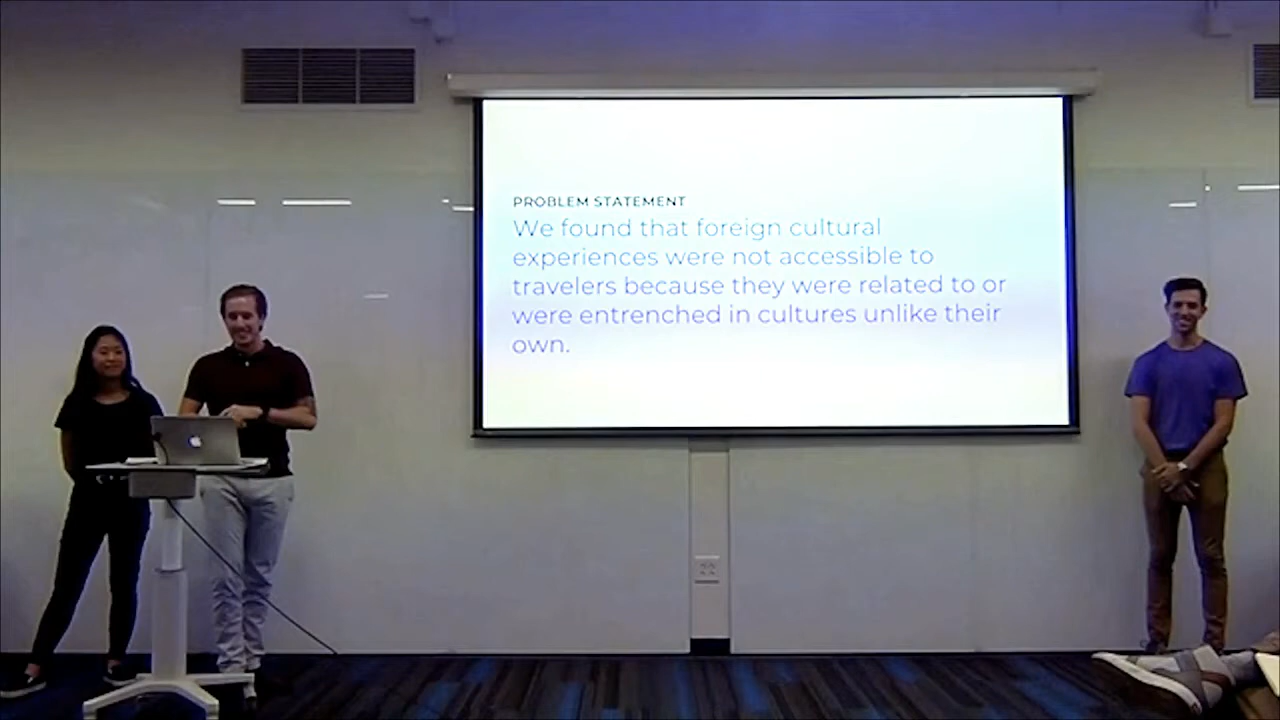 PROBLEM STATEMENT
We found that foreign cultural
experiences were not accessible to
travelers because they were related to or
were entrenched in cultures unlike their
own.